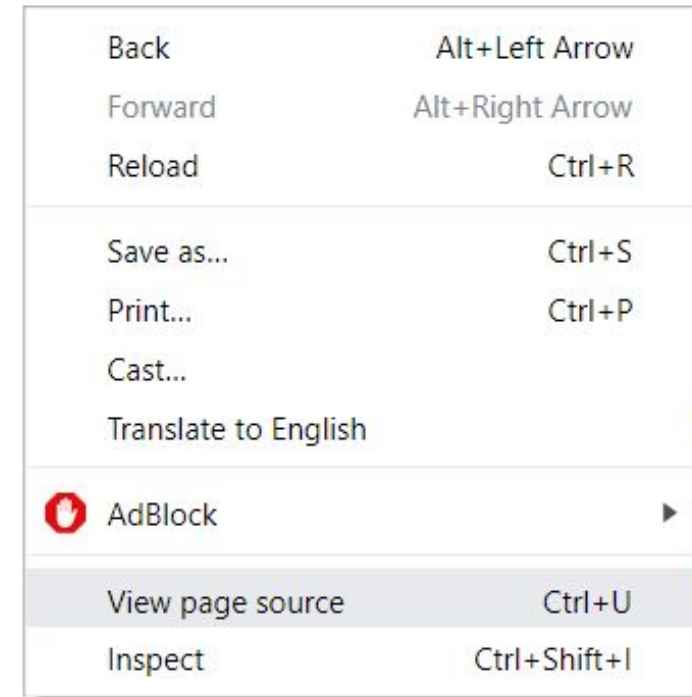 Back Alt+Left Arrow
Forward Alt+Right Arrow
Reload Ctrl+R
Save as... Ctrl+S
Print... Ctrl+P
Cast...
Translate to English
AdBlock
View page source Ctrl+U
Inspect Ctrl+Shift+I